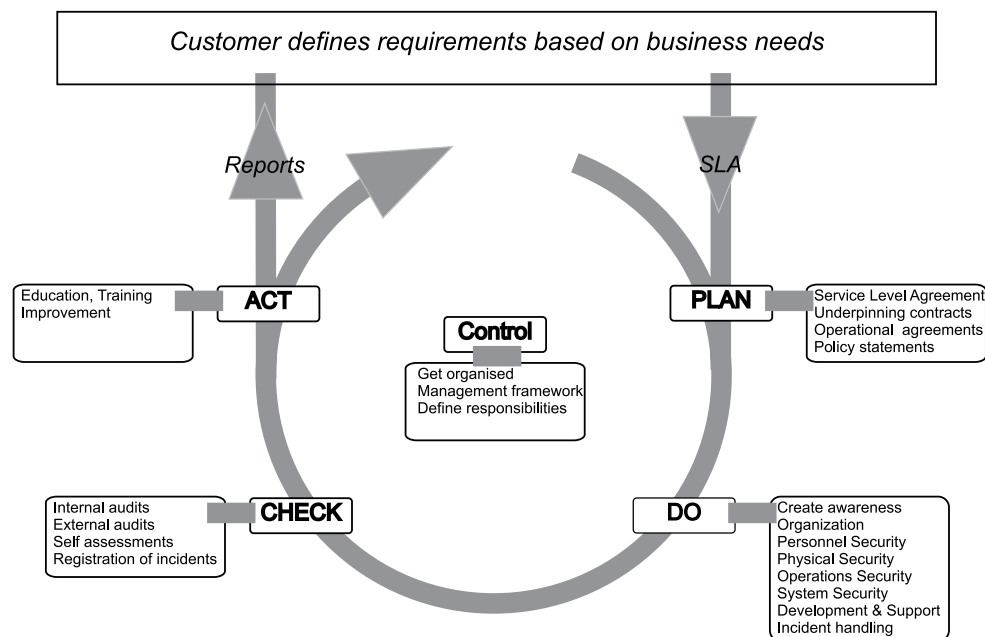 Customer defines requirements based on business needs
Reports
SLA
ACT
Education, Training
Improvement
PLAN
Service Level Agreement
Underpinning contracts
Operational agreements
Policy statements
Control
Get organised
Management framework
Define responsibilities
CHECK
Internal audits
External audits
Self assessments
Registration of incidents
DO
Create awareness
Organization
Personnel Security
Physical Security
Operations Security
System Security
Development & Support
Incident handling